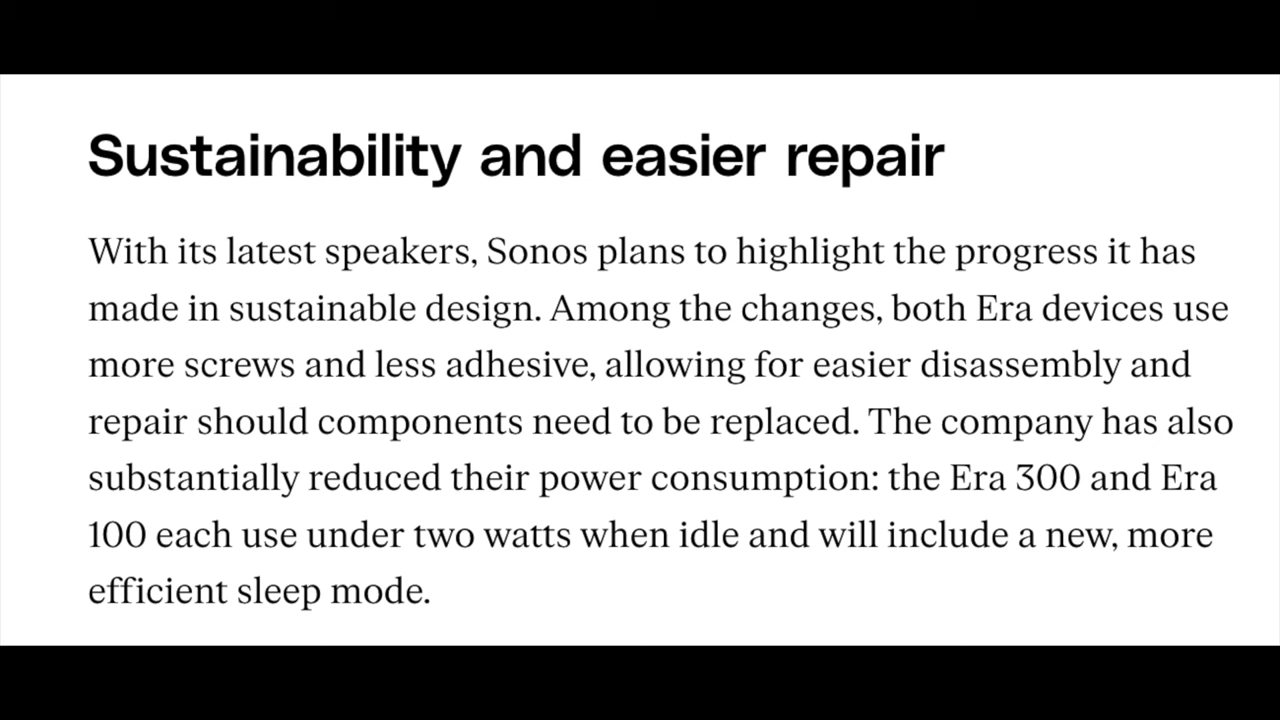 Sustainability and easier repair
With its latest speakers, Sonos plans to highlight the progress it has
made in sustainable design. Among the changes, both Era devices use
more screws and less adhesive, allowing for easier disassembly and
repair should components need to be replaced. The company has also
substantially reduced their power consumption: the Era 300 and Era
100 each use under two watts when idle and will include a new, more
efficient sleep mode.